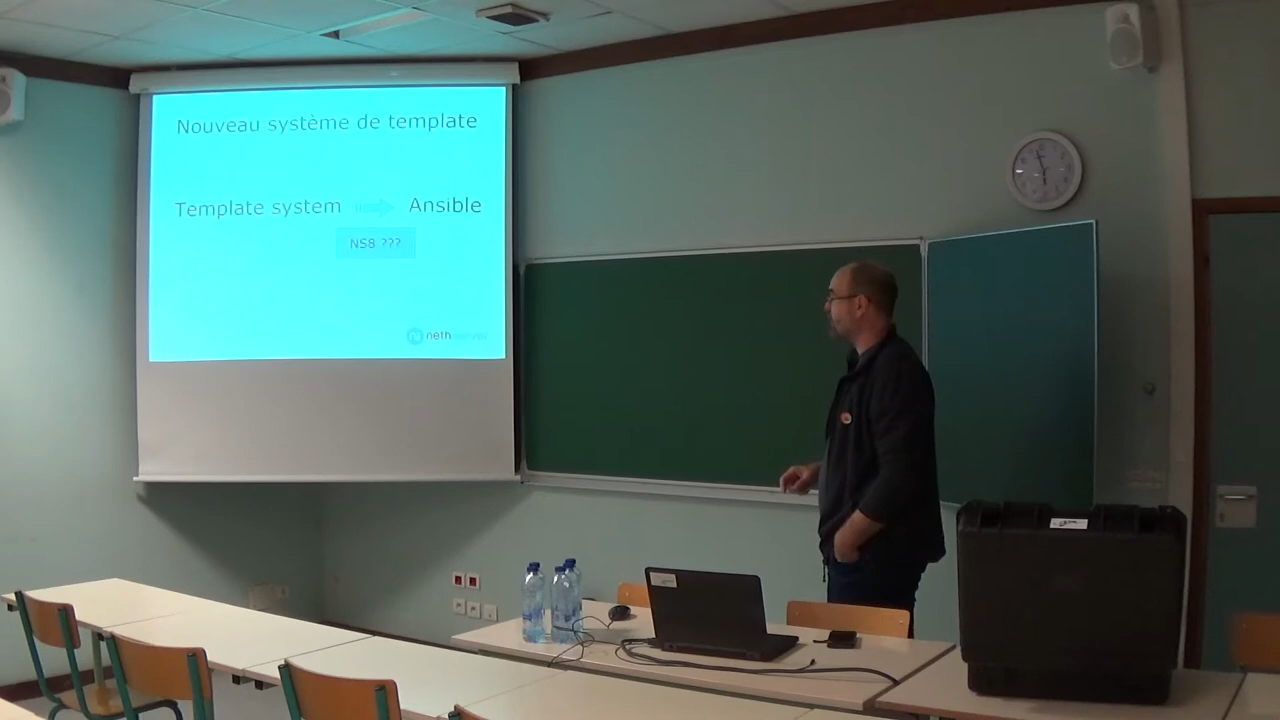 Nouveau système de template
Template system
Ansible
NS8 ???
nethserver